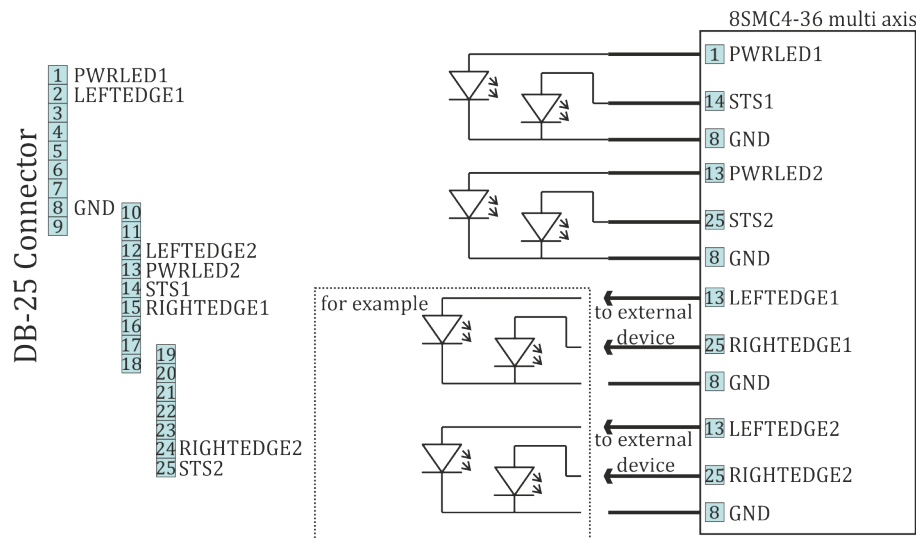 8SMC4-36 multi axis
DB-25 Connector
1 PWRLED1
2 LEFTEDGE1
3
4
5
6
7
8 GND
9
10
11
12 LEFTEDGE2
13 PWRLED2
14 STS1
15 RIGHTEDGE1
16
17
18
19
20
21
22
23
24 RIGHTEDGE2
25 STS2
1 PWRLED1
14 STS1
8 GND
13 PWRLED2
25 STS2
8 GND
for example
13 LEFTEDGE1
to external
device
25 RIGHTEDGE1
8 GND
13 LEFTEDGE2
to external
device
25 RIGHTEDGE2
8 GND